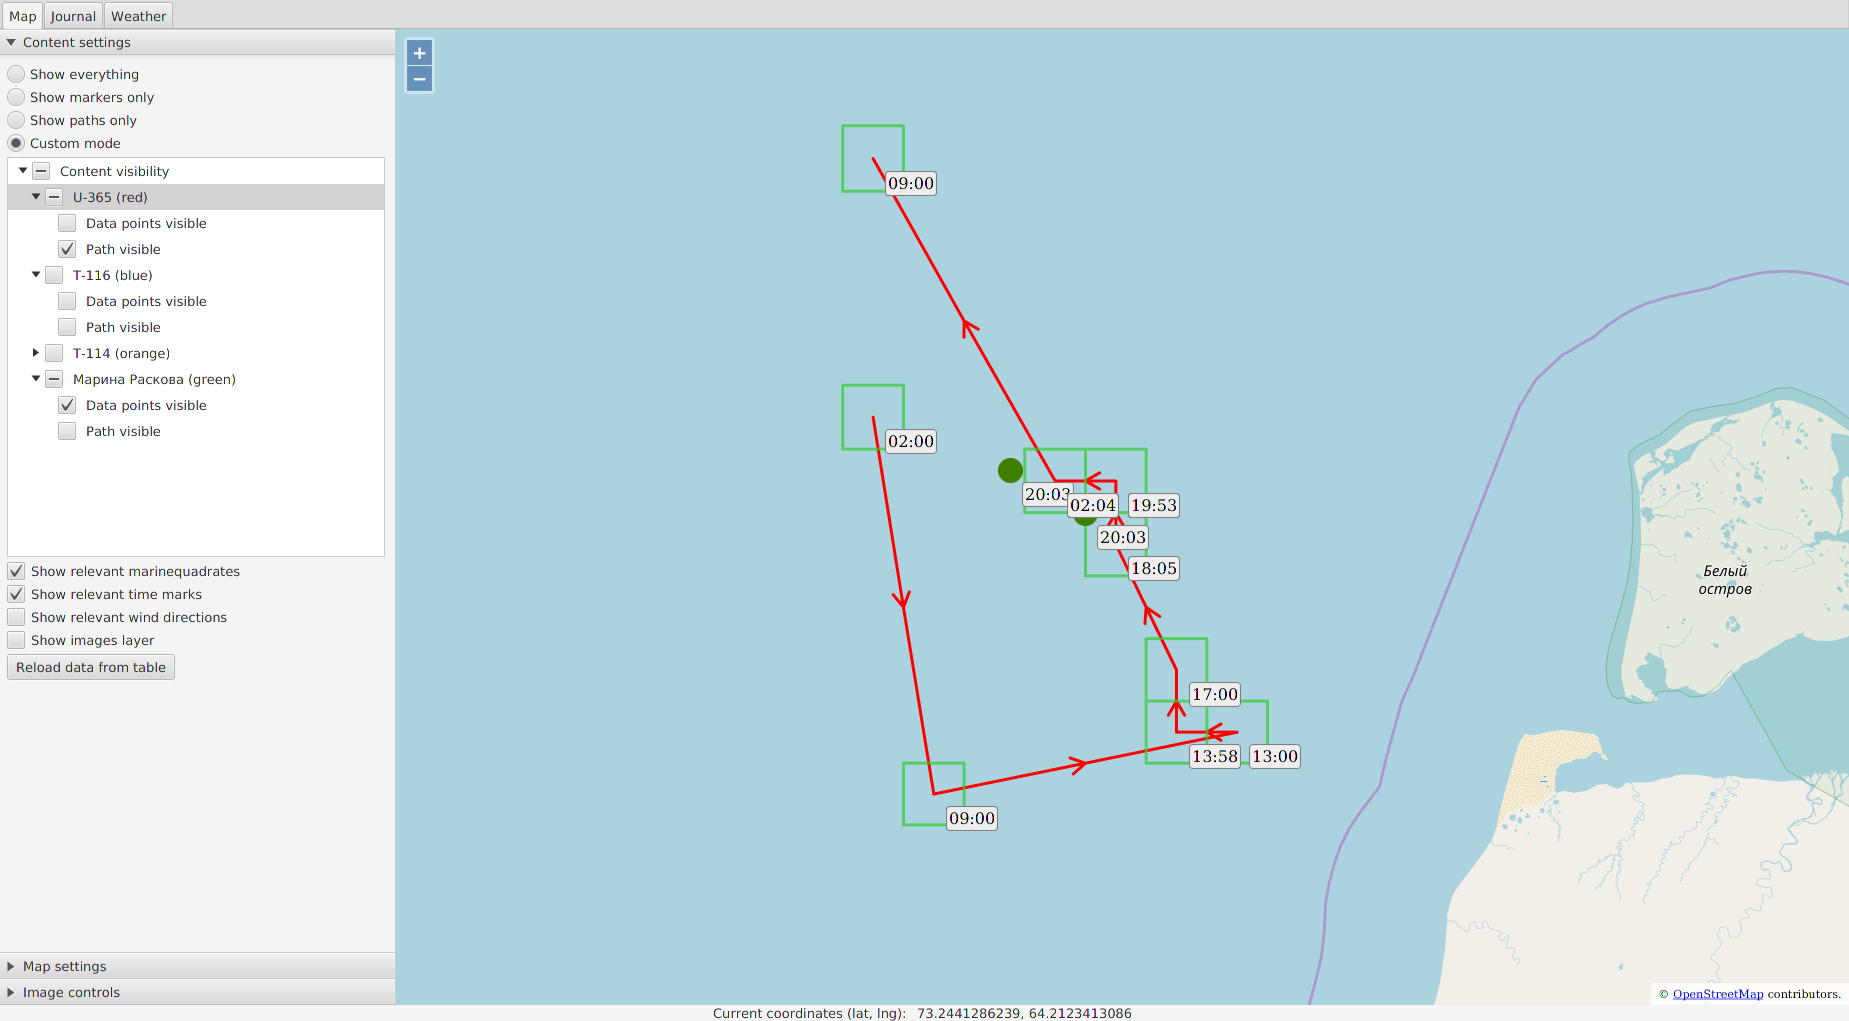 Map Journal Weather
Content settings
Show everything
Show markers only
Show paths only
Custom mode
Content visibility
U-365 (red)
Data points visible
Path visible
T-116 (blue)
Data points visible
Path visible
T-114 (orange)
Марина Раскова (green)
Data points visible
Path visible
Show relevant marinequadrates
Show relevant time marks
Show relevant wind directions
Show images layer
Reload data from table
Map settings
Image controls
+
−
09:00
02:00
20:03
02:04
19:53
20:03
18:05
17:00
13:58
13:00
09:00
Белый
остров
© OpenStreetMap contributors.
Current coordinates (lat, lng): 73.2441286239, 64.2123413086